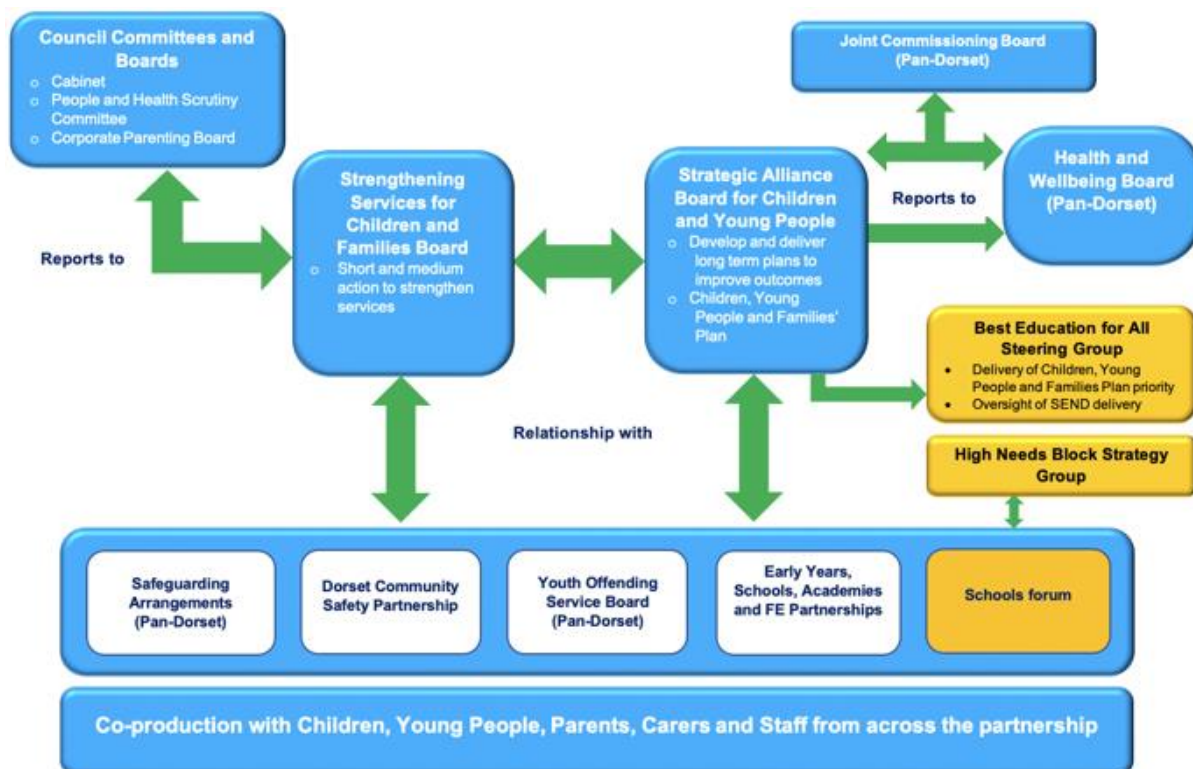 Council Committees and
Boards
o Cabinet
o People and Health Scrutiny
Committee
o Corporate Parenting Board
Joint Commissioning Board
(Pan-Dorset)
Strengthening
Services for
Children and
Families Board
o Short and medium
action to strengthen
services
Strategic Alliance
Board for Children
and Young People
o Develop and deliver
long term plans to
improve outcomes
o Children, Young
People and Families'
Plan
Health and
Wellbeing Board
(Pan-Dorset)
Reports to
Reports to
Best Education for All
Steering Group
• Delivery of Children, Young
People and Families Plan priority
• Oversight of SEND delivery
Relationship with
High Needs Block Strategy
Group
Safeguarding
Arrangements
(Pan-Dorset)
Dorset Community
Safety Partnership
Youth Offending
Service Board
(Pan-Dorset)
Early Years,
Schools, Academies
and FE Partnerships
Schools forum
Co-production with Children, Young People, Parents, Carers and Staff from across the partnership